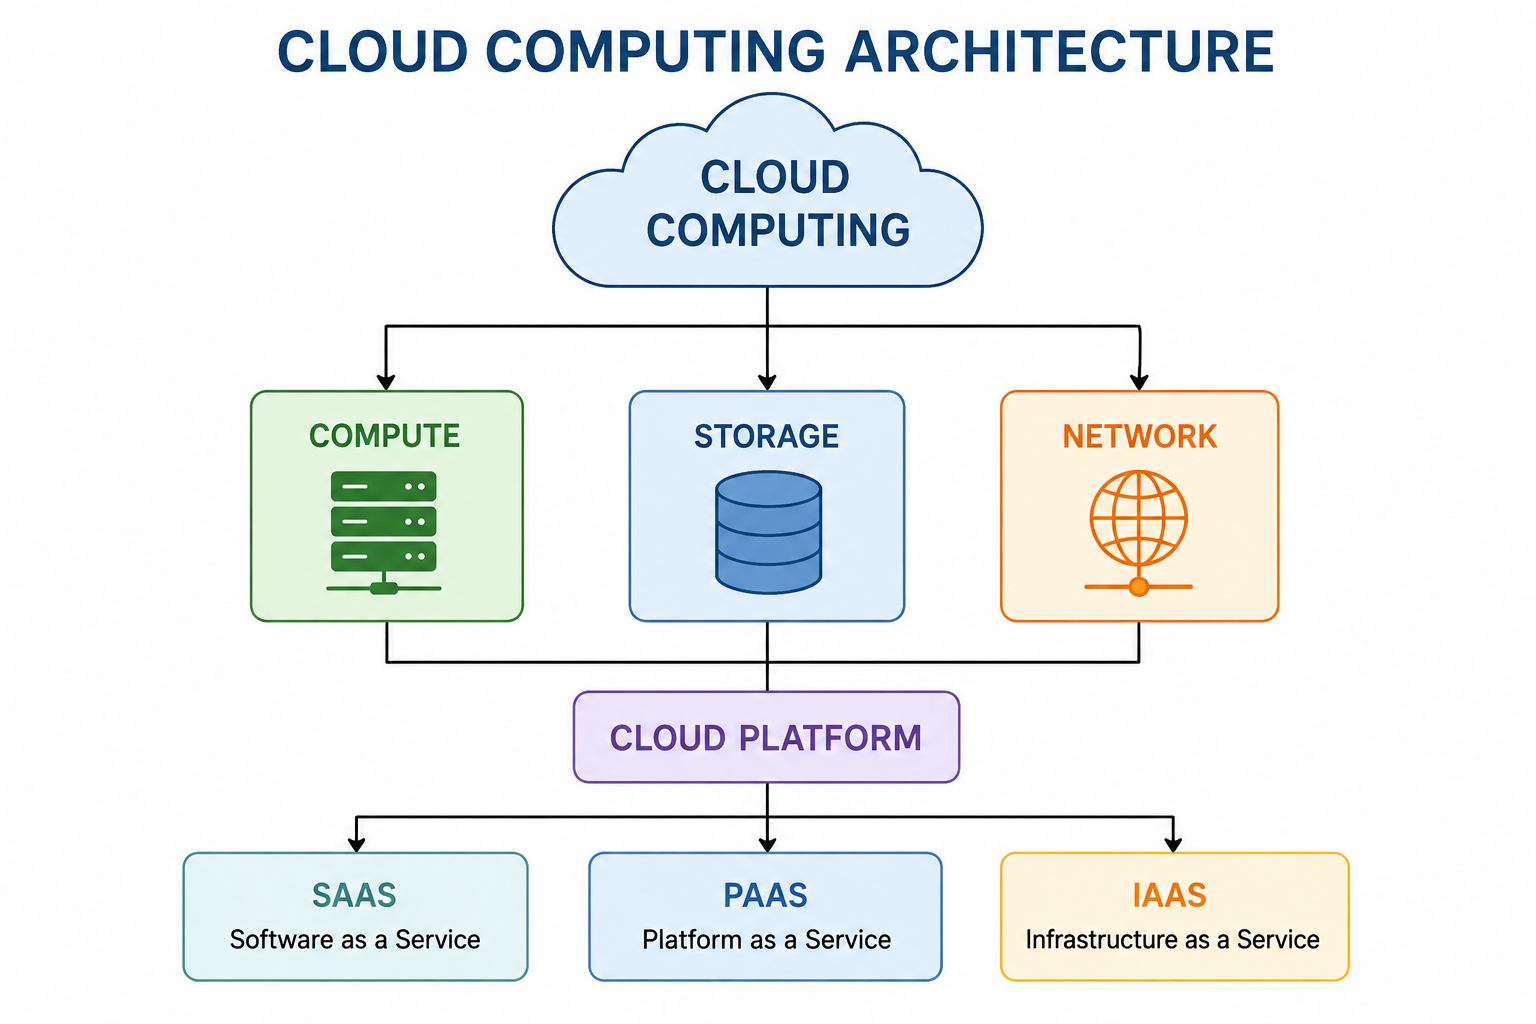 CLOUD COMPUTING ARCHITECTURE
CLOUD
COMPUTING
COMPUTE
STORAGE
NETWORK
CLOUD PLATFORM
SAAS
Software as a Service
PAAS
Platform as a Service
IAAS
Infrastructure as a Service